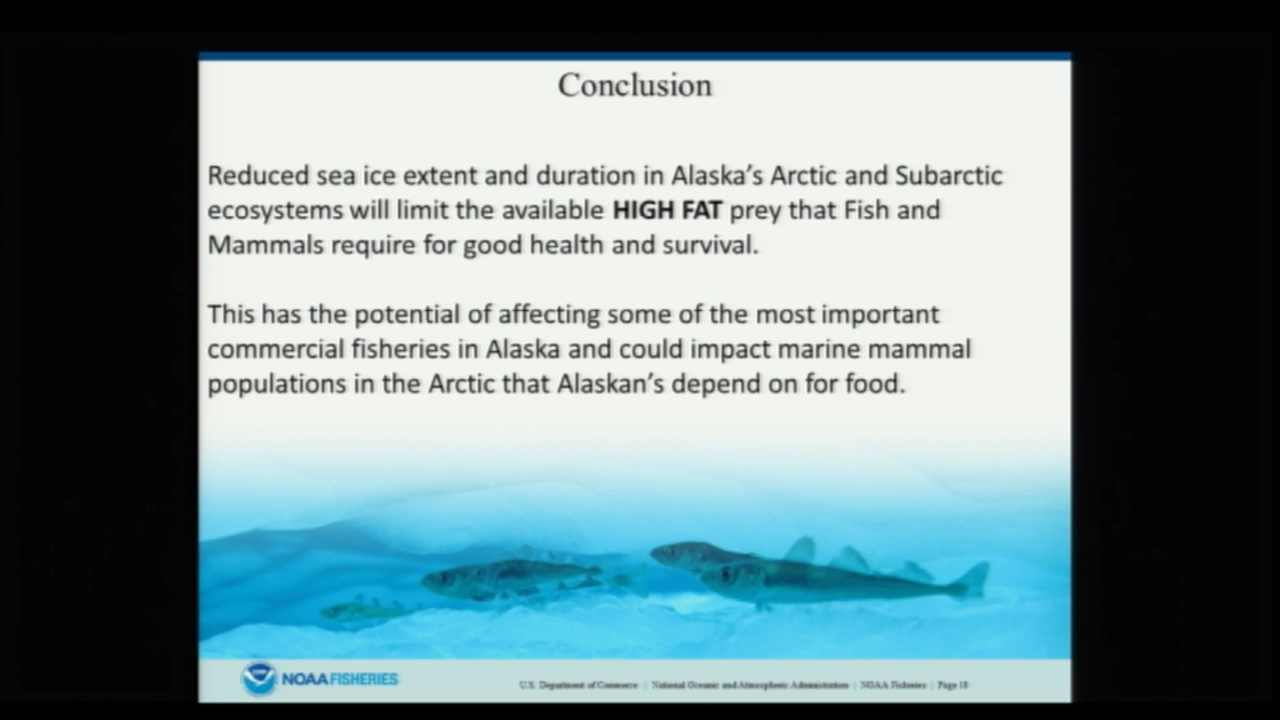 Conclusion
Reduced sea ice extent and duration in Alaska's Arctic and Subarctic
ecosystems will limit the available HIGH FAT prey that Fish and
Mammals require for good health and survival.
This has the potential of affecting some of the most important
commercial fisheries in Alaska and could impact marine mammal
populations in the Arctic that Alaskan's depend on for food.
NOAA FISHERIES
U.S. Department of Commerce | National Oceanic and Atmospheric Administration | NOAA Fisheries | Page 18